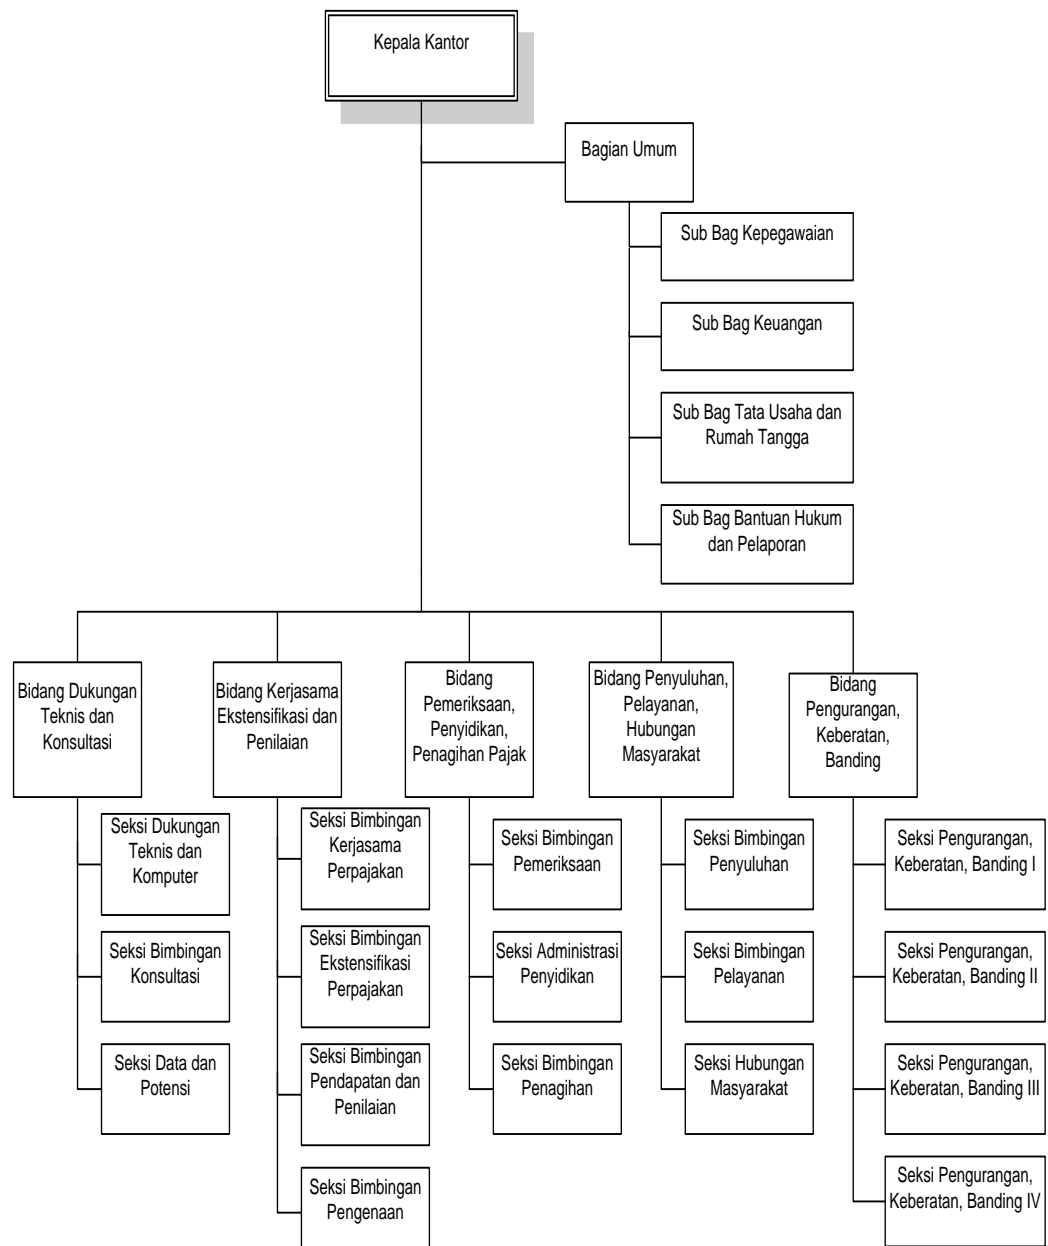 Kepala Kantor
Bagian Umum
Sub Bag Kepegawaian
Sub Bag Keuangan
Sub Bag Tata Usaha dan
Rumah Tangga
Sub Bag Bantuan Hukum
dan Pelaporan
Bidang Dukungan
Teknis dan
Konsultasi
Bidang Kerjasama
Ekstensifikasi dan
Penilaian
Bidang
Pemeriksaan,
Penyidikan,
Penagihan Pajak
Bidang Penyuluhan,
Pelayanan,
Hubungan
Masyarakat
Bidang
Pengurangan,
Keberatan,
Banding
Seksi Dukungan
Teknis dan
Komputer
Seksi Bimbingan
Konsultasi
Seksi Data dan
Potensi
Seksi Bimbingan
Kerjasama
Perpajakan
Seksi Bimbingan
Ekstensifikasi
Perpajakan
Seksi Bimbingan
Pendapatan dan
Penilaian
Seksi Bimbingan
Pengenaan
Seksi Bimbingan
Pemeriksaan
Seksi Administrasi
Penyidikan
Seksi Bimbingan
Penagihan
Seksi Bimbingan
Penyuluhan
Seksi Bimbingan
Pelayanan
Seksi Hubungan
Masyarakat
Seksi Pengurangan,
Keberatan, Banding I
Seksi Pengurangan,
Keberatan, Banding II
Seksi Pengurangan,
Keberatan, Banding III
Seksi Pengurangan,
Keberatan, Banding IV